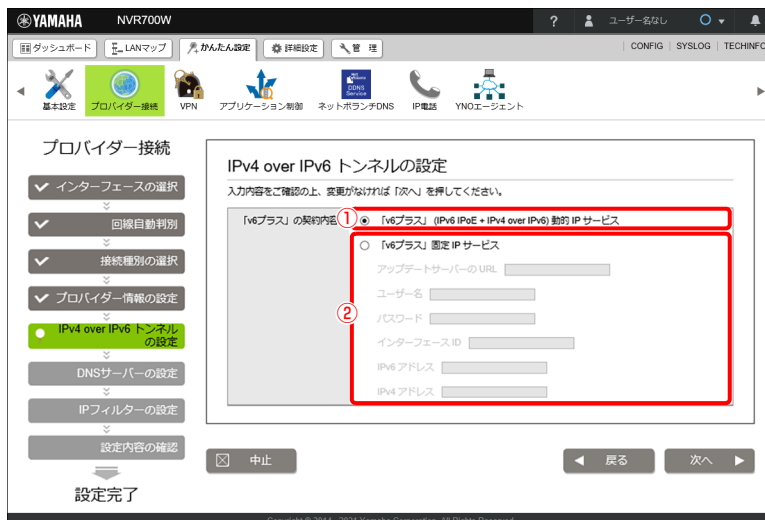 YAMAHA NVR700W ? ユーザー名なし
ダッシュボード LANマップ かんたん設定 詳細設定 管 理 CONFIG SYSLOG TECHINFO
基本設定 プロバイダー接続 VPN アプリケーション制御 ネットボランチDNS IP電話 YNOエージェント
プロバイダー接続
インターフェースの選択
回線自動判別
接続種別の選択
プロバイダー情報の設定
IPv4 over IPv6 トンネル
の設定
DNSサーバーの設定
IPフィルターの設定
設定内容の確認
設定完了
IPv4 over IPv6 トンネルの設定
入力内容をご確認の上、変更がなければ「次へ」を押してください。
「v6プラス」の契約内容 ① 「v6プラス」 (IPv6 IPoE + IPv4 over IPv6) 動的 IP サービス
「v6プラス」固定 IP サービス
アップデートサーバーの URL
ユーザー名
②
パスワード
インターフェース ID
IPv6 アドレス
IPv4 アドレス
中止 戻る 次へ
Copyright © 2014 - 2024 Yamaha Corporation. All Rights Reserved.